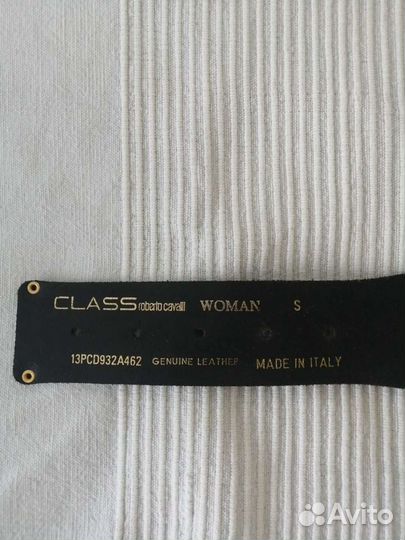 CLASS roberto cavalli WOMAN S
13PCD932A462 GENUINE LEATHER MADE IN ITALY
Avito